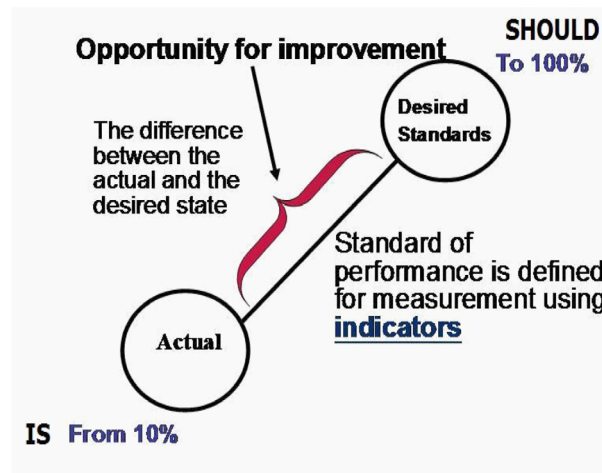 SHOULD
Opportunity for improvement
To 100%
Desired
Standards
The difference
between the
actual and the
desired state
Standard of
performance is defined
for measurement using
indicators
Actual
IS From 10%